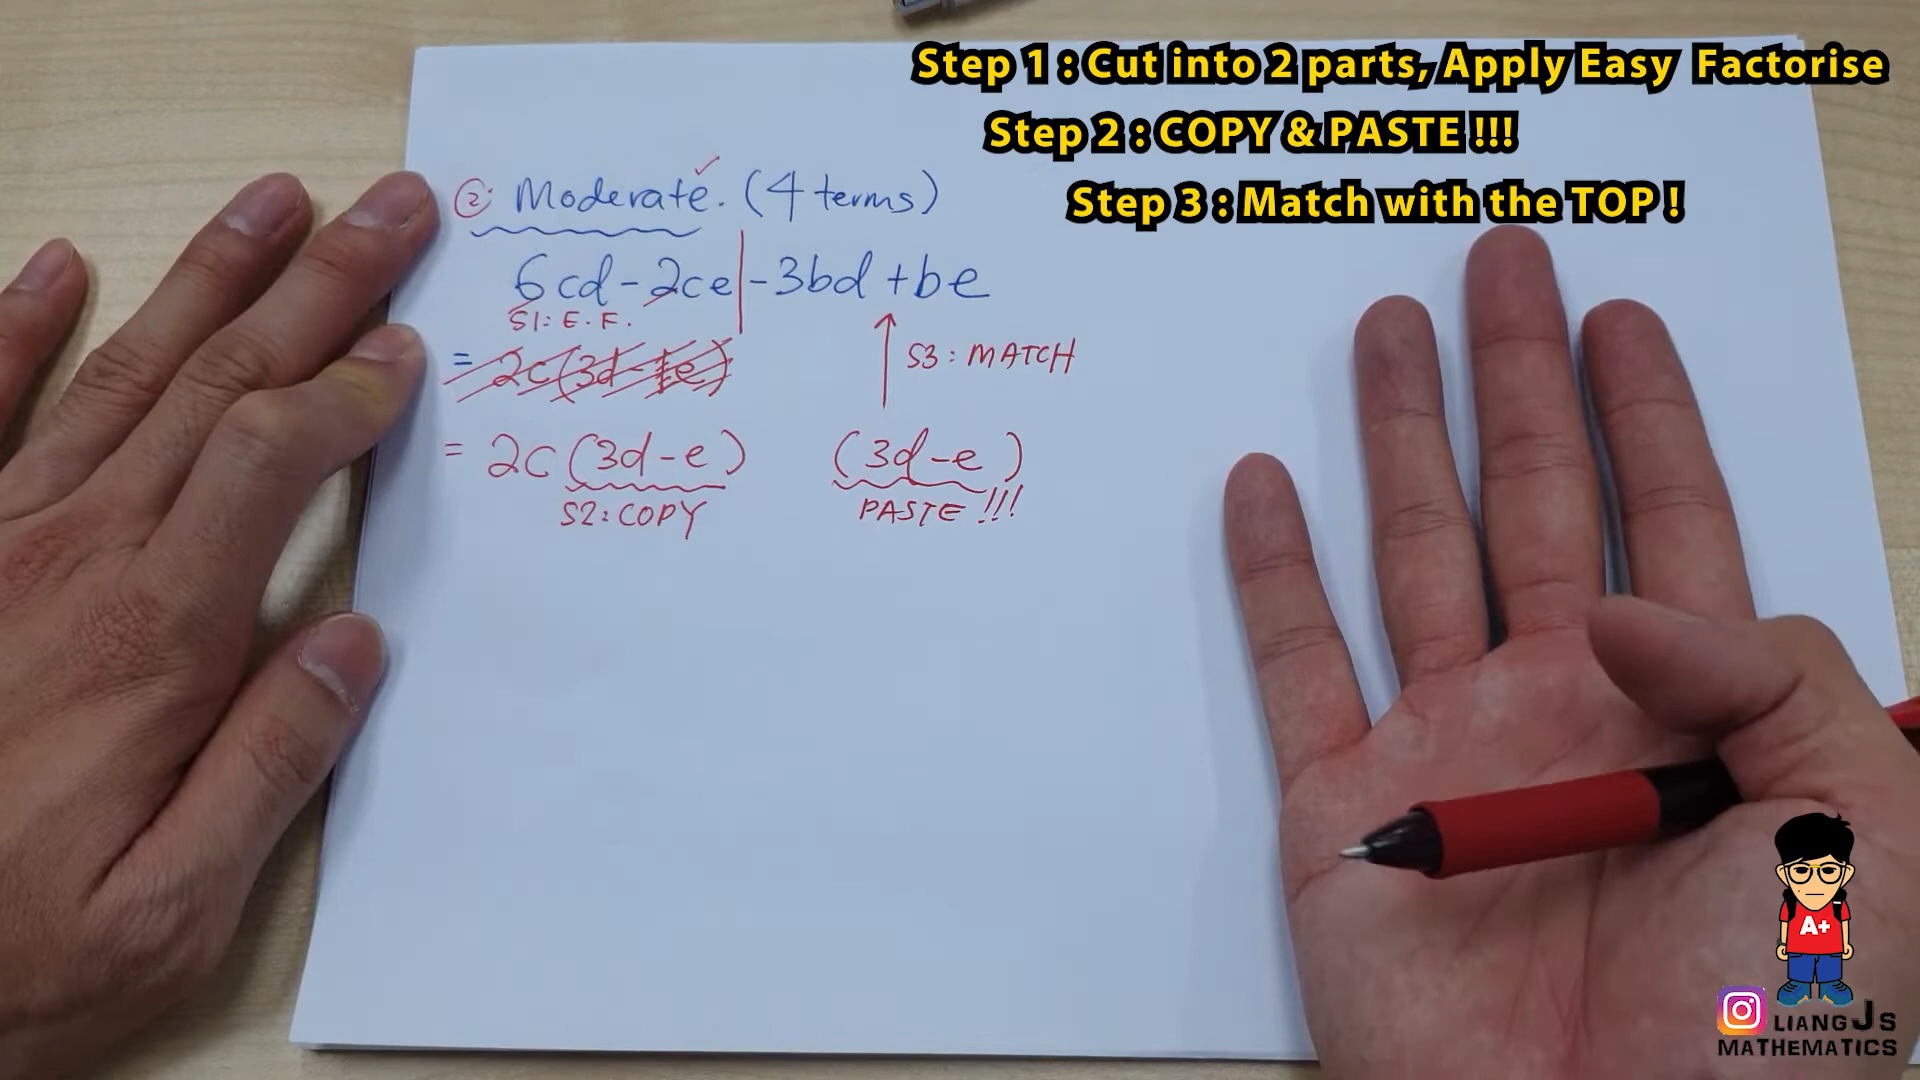 Step 1 : Cut into 2 parts, Apply Easy Factorise
Step 2 : COPY & PASTE !!!
Step 3 : Match with the TOP !
②: Moderate. (4 terms)
6cd - 2ce | - 3bd + be
S1: E.F.
= 2c(3d - e)
S3 : MATCH
= 2c (3d - e) (3d - e)
S2: COPY PASTE !!!
A+
LIANG JS
MATHEMATICS